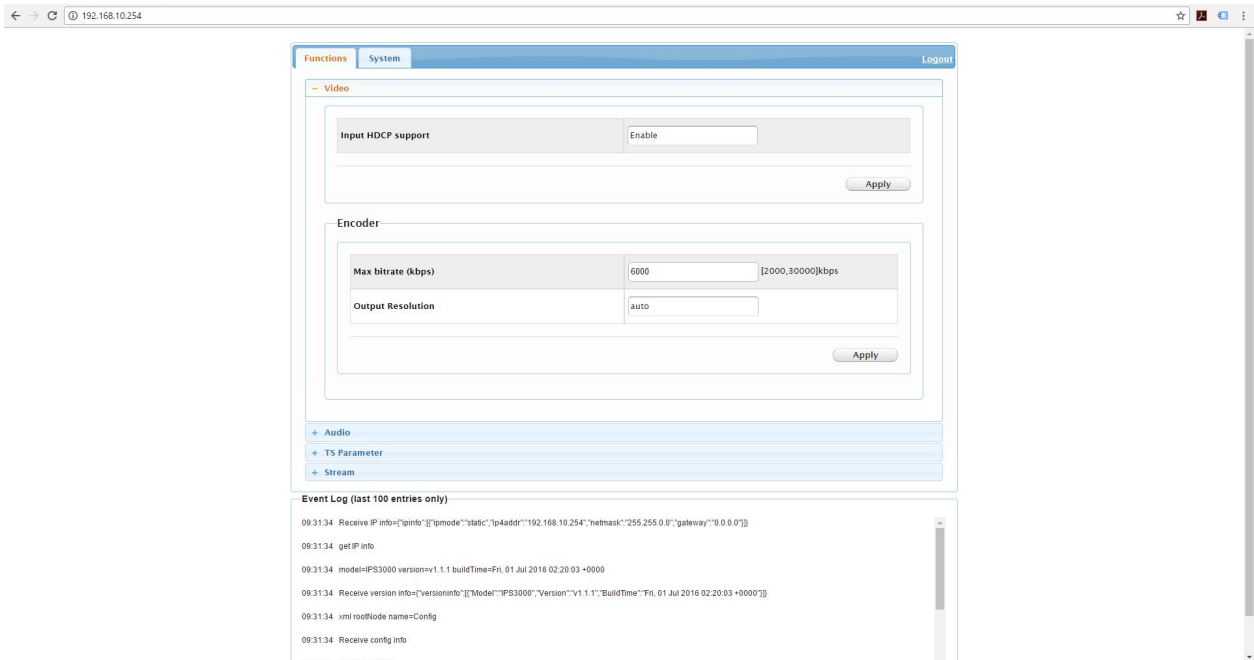 192.168.10.254
Functions System Logout
− Video
Input HDCP support Enable
Apply
Encoder
Max bitrate (kbps) 6000 [2000,30000]kbps
Output Resolution auto
Apply
+ Audio
+ TS Parameter
+ Stream
Event Log (last 100 entries only)
09:31:34 Receive IP info={"ipinfo":[{"ipmode":"static","ip4addr":"192.168.10.254","netmask":"255.255.0.0","gateway":"0.0.0.0"}]}
09:31:34 get IP info
09:31:34 model=IPS3000 version=v1.1.1 buildTime=Fri, 01 Jul 2016 02:20:03 +0000
09:31:34 Receive version info={"versioninfo":[{"Model":"IPS3000","Version":"v1.1.1","BuildTime":"Fri, 01 Jul 2016 02:20:03 +0000"}]}
09:31:34 xml rootNode name=Config
09:31:34 Receive config info